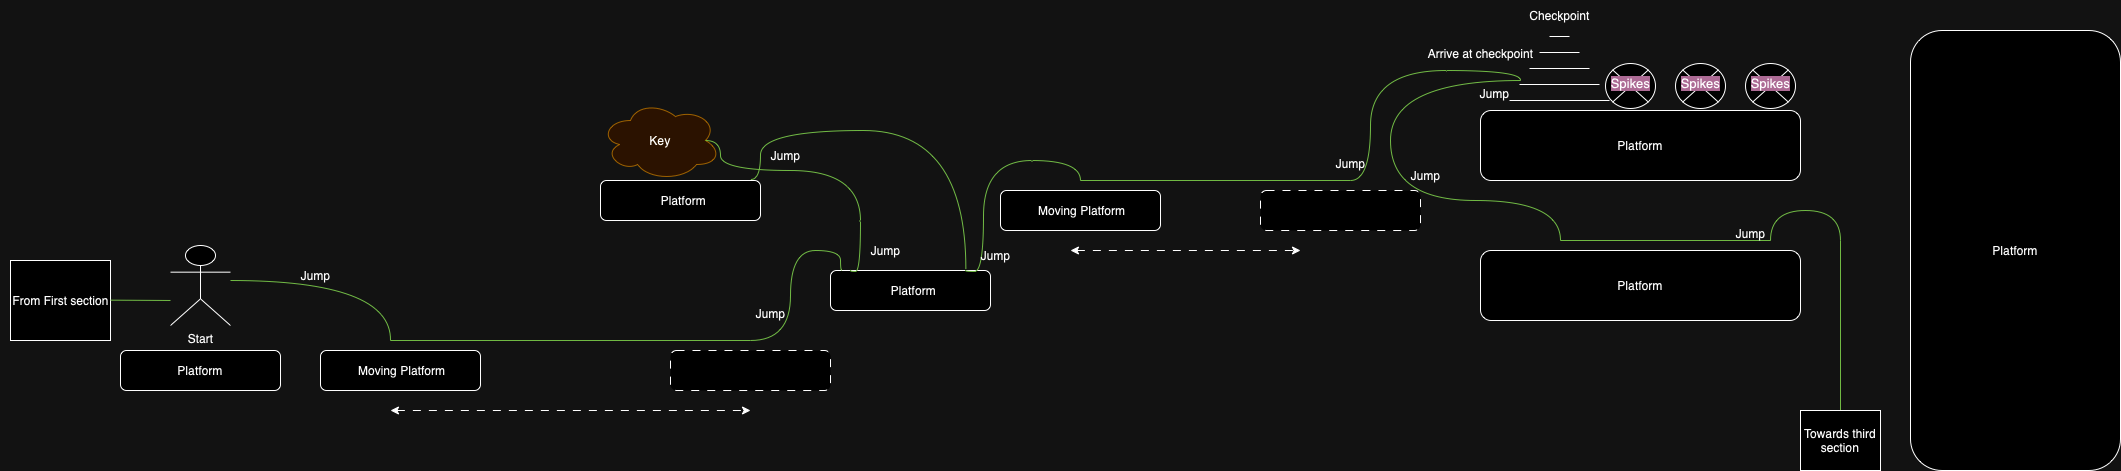 Checkpoint
Arrive at checkpoint
Spikes
Spikes
Spikes
Jump
Key
Platform
Jump
Jump
Jump
Platform
Moving Platform
Jump
Jump
Jump
Platform
Platform
From First section
Jump
Platform
Jump
Start
Platform
Moving Platform
Towards third
section